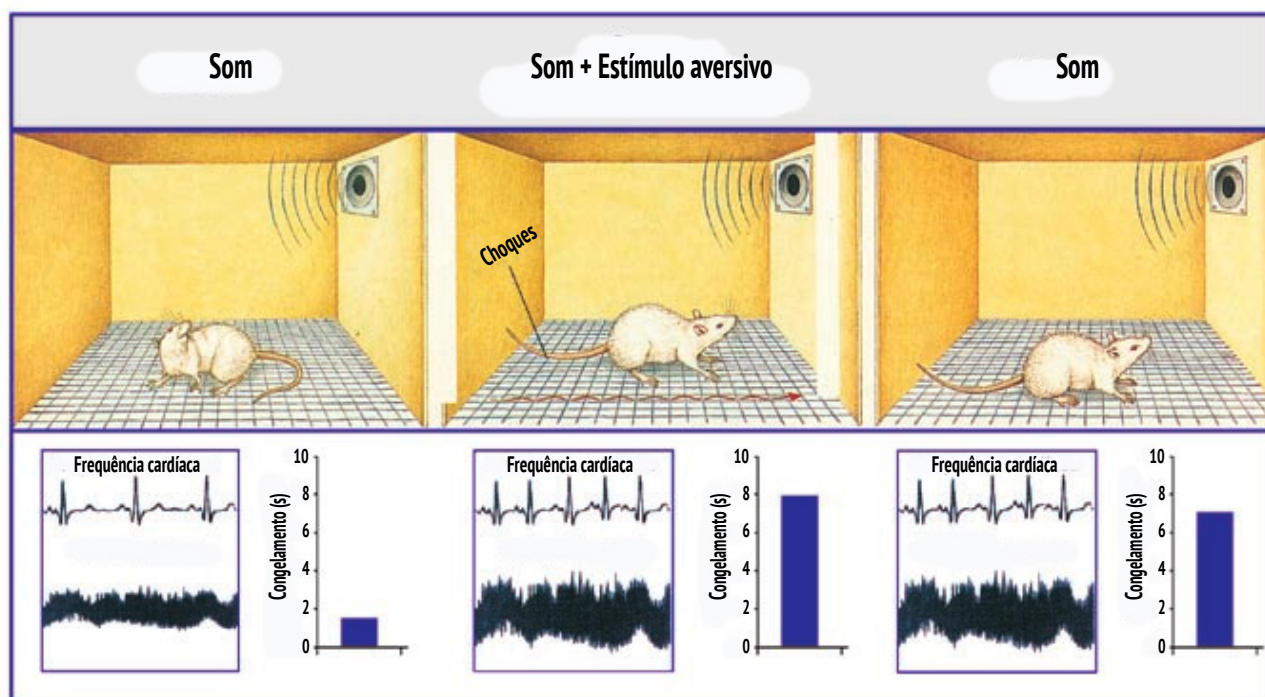 Som
Som + Estímulo aversivo
Som
Choques
Frequência cardíaca
Congelamento (s)
10
8
6
4
2
0
Frequência cardíaca
Congelamento (s)
10
8
6
4
2
0
Frequência cardíaca
Congelamento (s)
10
8
6
4
2
0